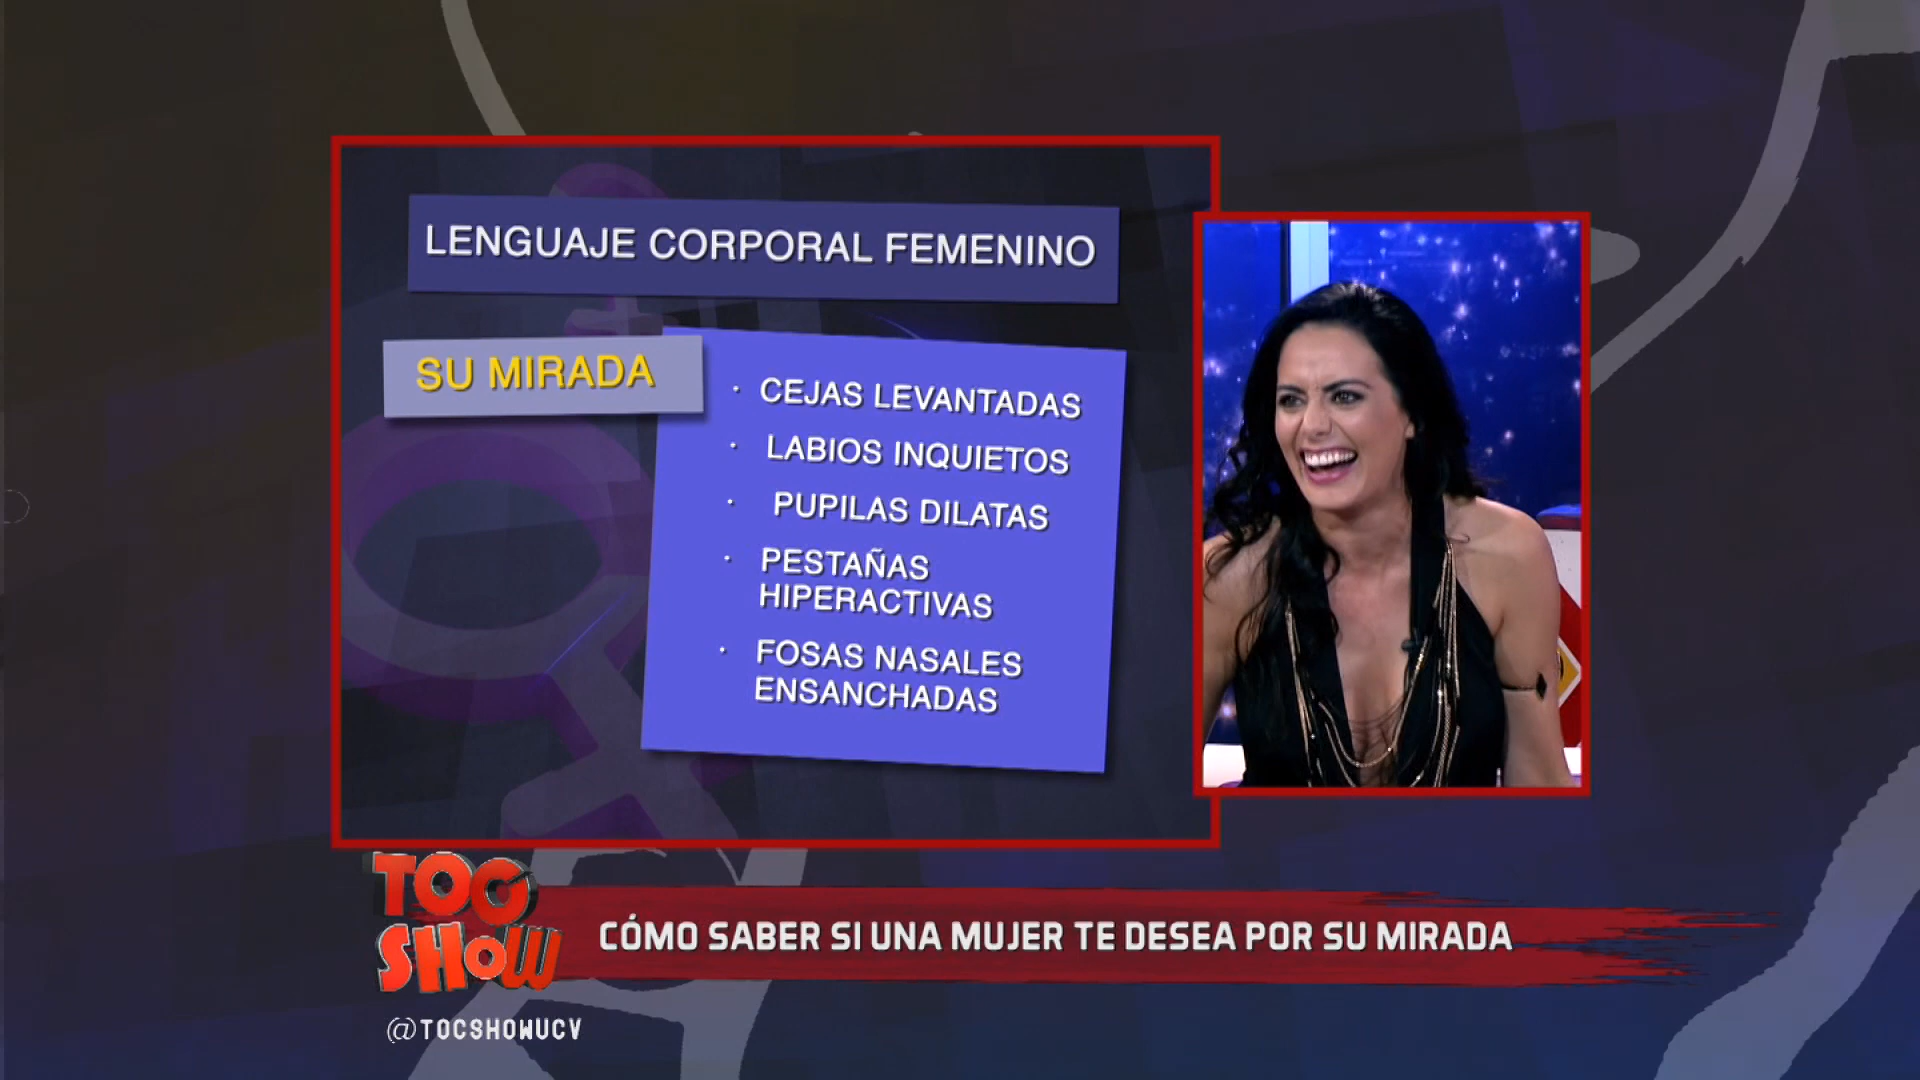 LENGUAJE CORPORAL FEMENINO
SU MIRADA
· CEJAS LEVANTADAS
· LABIOS INQUIETOS
· PUPILAS DILATAS
· PESTAÑAS
HIPERACTIVAS
· FOSAS NASALES
ENSANCHADAS
TOC
SHOW
CÓMO SABER SI UNA MUJER TE DESEA POR SU MIRADA
@TOCSHOWUCV